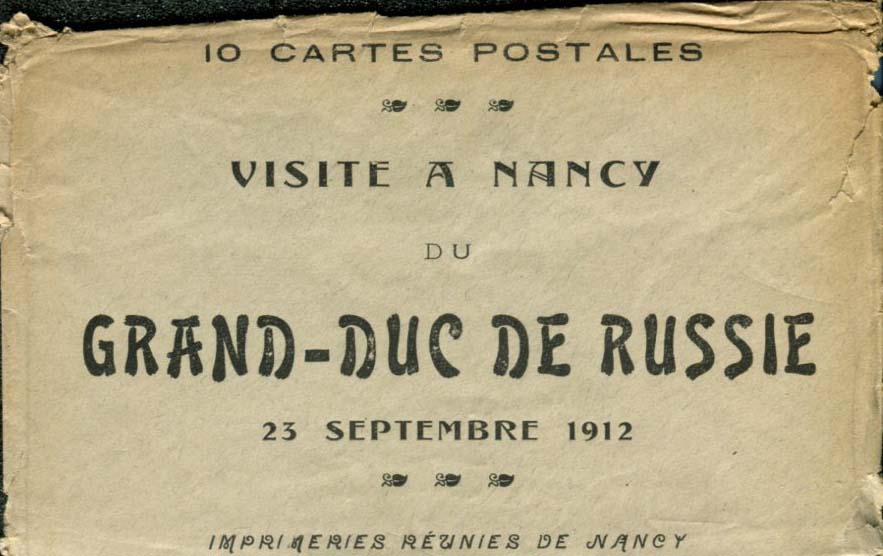 10 CARTES POSTALES
VISITE A NANCY
DU
GRAND-DUC DE RUSSIE
23 SEPTEMBRE 1912
IMPRIMERIES RÉUNIES DE NANCY